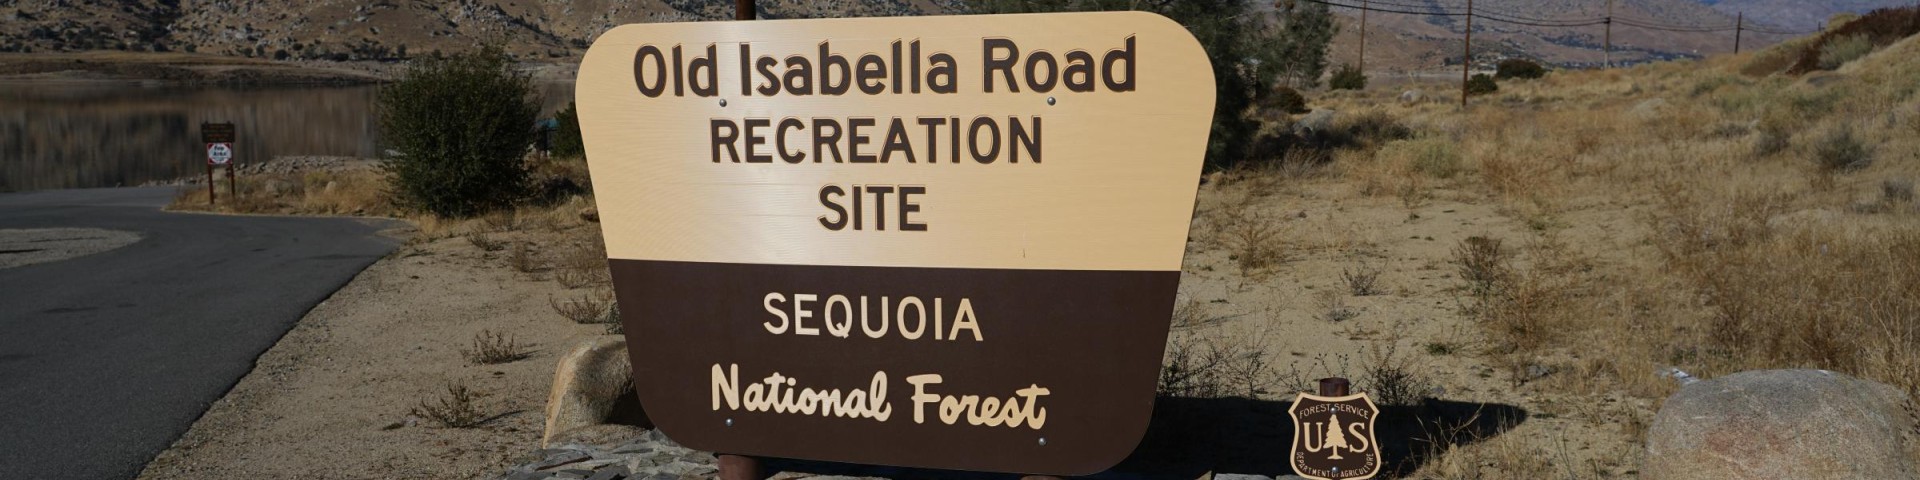 Old Isabella Road
RECREATION
SITE
SEQUOIA
National Forest
FOREST SERVICE
U S
DEPARTMENT OF AGRICULTURE